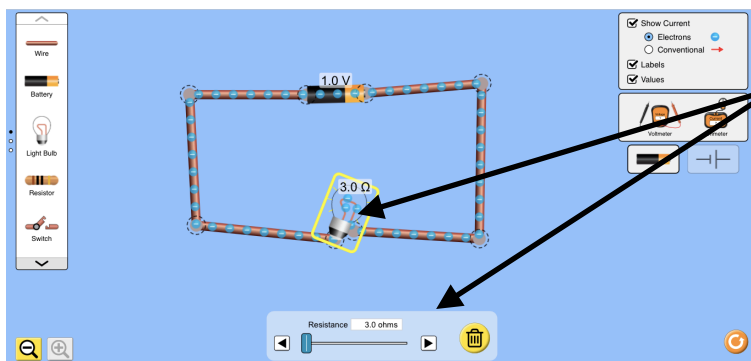 Wire
Battery
Light Bulb
Resistor
Switch
1.0 V
3.0 Ω
Resistance 3.0 ohms
Show Current
Electrons
Conventional
Labels
Values
Voltmeter